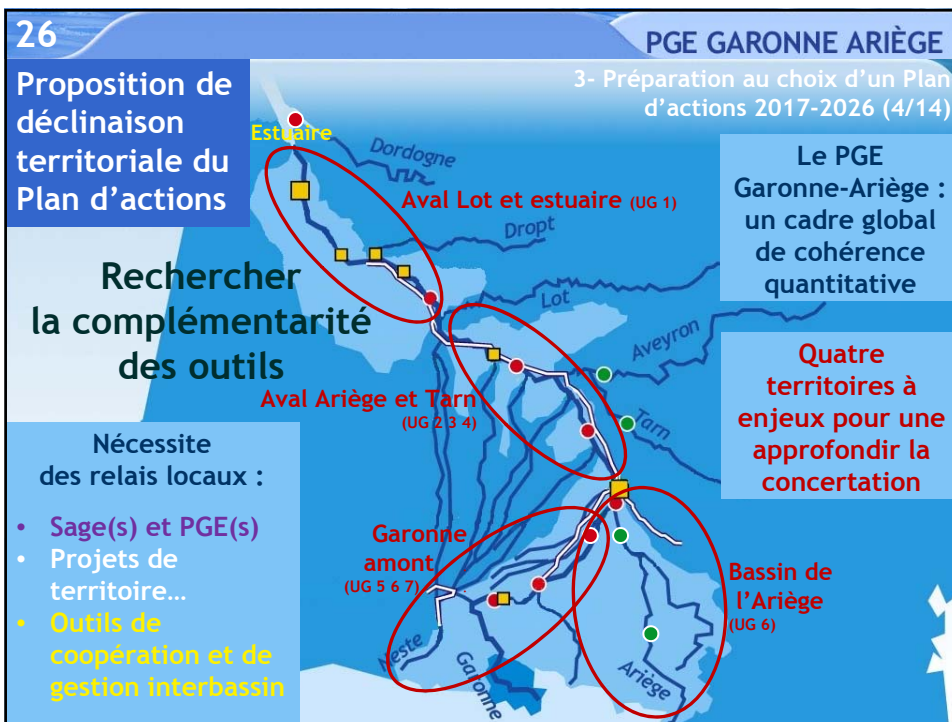 26
PGE GARONNE ARIÈGE
3- Préparation au choix d’un Plan
d’actions 2017-2026 (4/14)
Proposition de
déclinaison
territoriale du
Plan d’actions
Estuaire
Dordogne
Aval Lot et estuaire (UG 1)
Dropt
Le PGE
Garonne-Ariège :
un cadre global
de cohérence
quantitative
Rechercher
la complémentarité
des outils
Lot
Aveyron
Aval Ariège et Tarn
(UG 2 3 4)
Tarn
Quatre
territoires à
enjeux pour une
approfondir la
concertation
Nécessite
des relais locaux :
• Sage(s) et PGE(s)
• Projets de
territoire…
• Outils de
coopération et de
gestion interbassin
Garonne
amont
(UG 5 6 7)
Bassin de
l’Ariège
(UG 6)
Neste
Garonne
Ariège